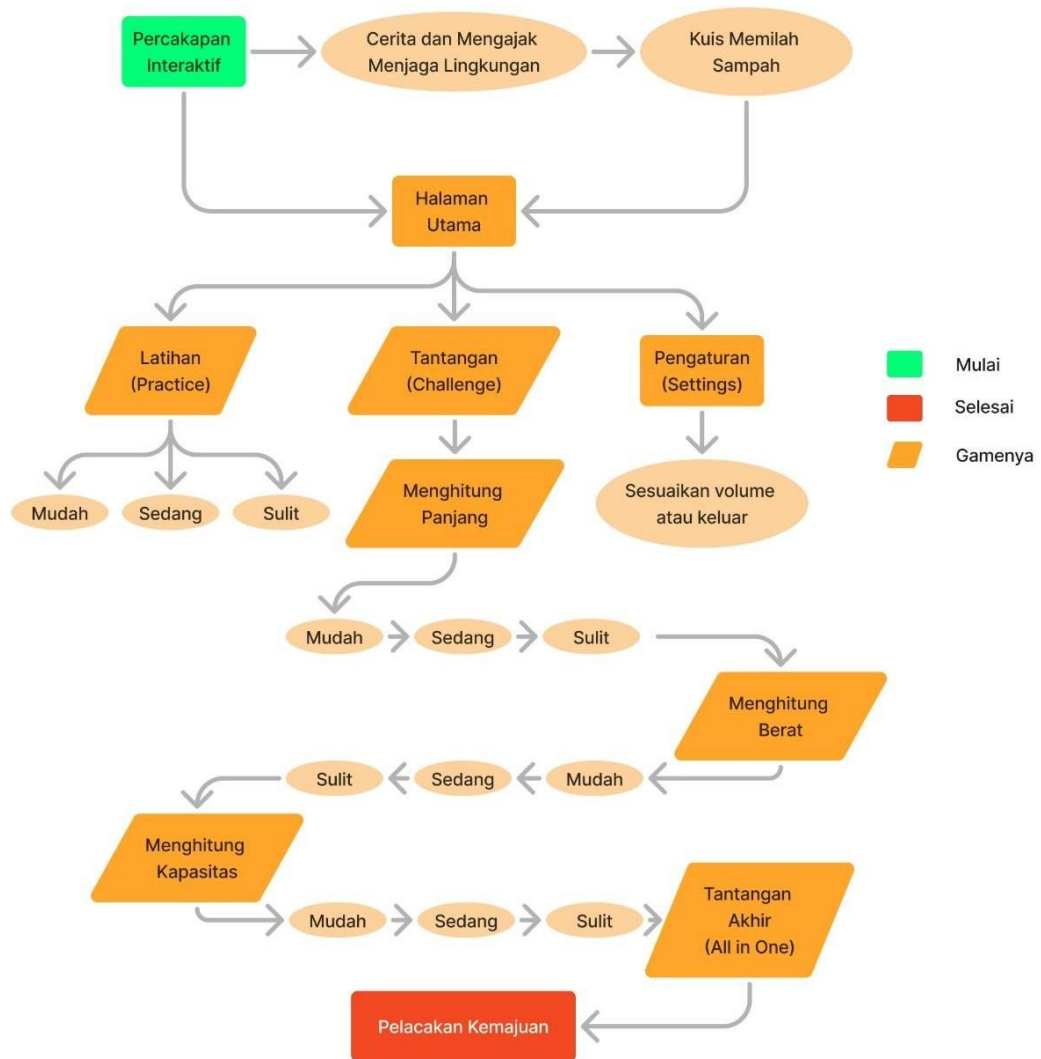 Percakapan
Interaktif
Cerita dan Mengajak
Menjaga Lingkungan
Kuis Memilah
Sampah
Halaman
Utama
Latihan
(Practice)
Tantangan
(Challenge)
Pengaturan
(Settings)
Mulai
Selesai
Gamenya
Mudah
Sedang
Sulit
Menghitung
Panjang
Sesuaikan volume
atau keluar
Mudah
Sedang
Sulit
Menghitung
Berat
Sulit
Sedang
Mudah
Menghitung
Kapasitas
Mudah
Sedang
Sulit
Tantangan
Akhir
(All in One)
Pelacakan Kemajuan